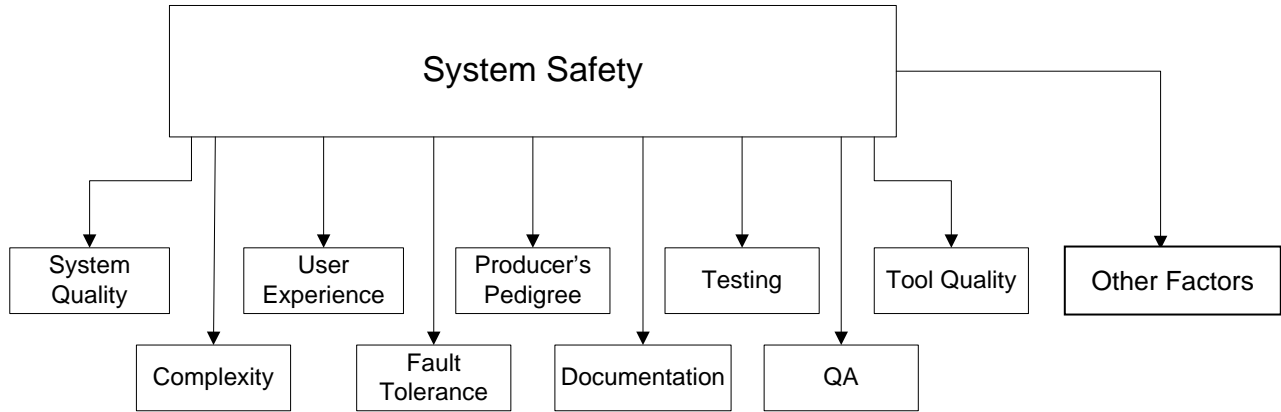 System Safety
System
Quality
User
Experience
Producer’s
Pedigree
Testing
Tool Quality
Other Factors
Complexity
Fault
Tolerance
Documentation
QA